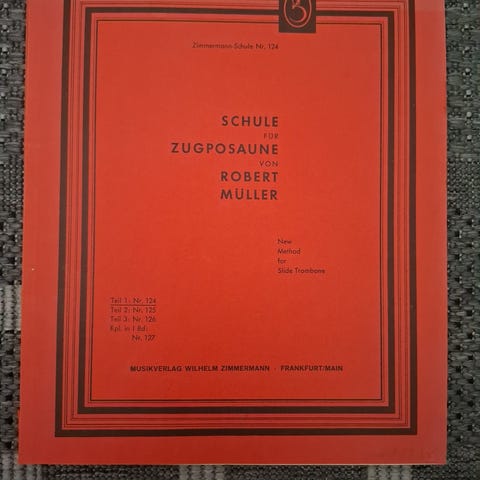 Zimmermann-Schule Nr. 124
SCHULE
FÜR
ZUGPOSAUNE
VON
ROBERT
MÜLLER
New
Method
for
Slide Trombone
Teil 1: Nr. 124
Teil 2: Nr. 125
Teil 3: Nr. 126
Kpl. in 1 Bd:
Nr. 127
MUSIKVERLAG WILHELM ZIMMERMANN · FRANKFURT/MAIN